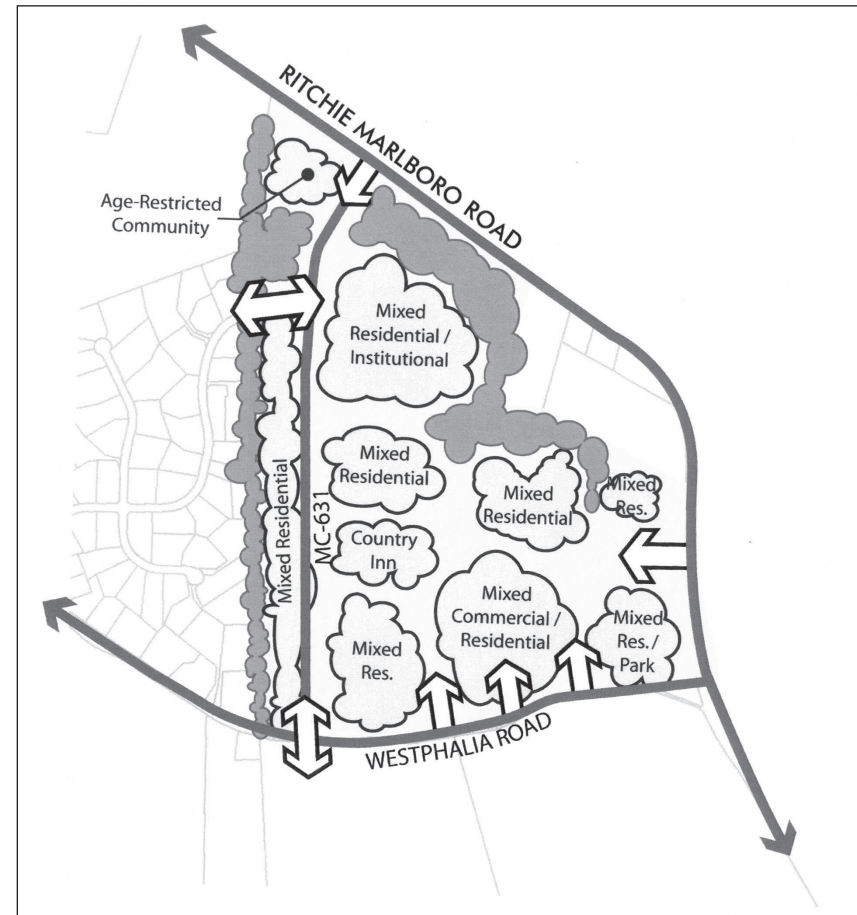 RITCHIE MARLBORO ROAD
Age-Restricted
Community
Mixed
Residential /
Institutional
Mixed
Residential
Mixed
Residential
Mixed
Res.
Mixed Residential
MC-631
Country
Inn
Mixed
Commercial /
Residential
Mixed
Res. /
Park
Mixed
Res.
WESTPHALIA ROAD